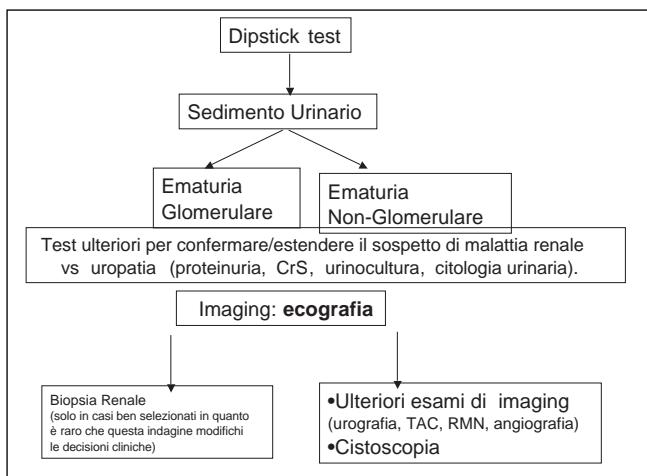 Dipstick test
Sedimento Urinario
Ematuria
Glomerulare
Ematuria
Non-Glomerulare
Test ulteriori per confermare/estendere il sospetto di malattia renale
vs uropatia (proteinuria, CrS, urinocultura, citologia urinaria).
Imaging: ecografia
Biopsia Renale
(solo in casi ben selezionati in quanto
è raro che questa indagine modifichi
le decisioni cliniche)
•Ulteriori esami di imaging
(urografia, TAC, RMN, angiografia)
•Cistoscopia